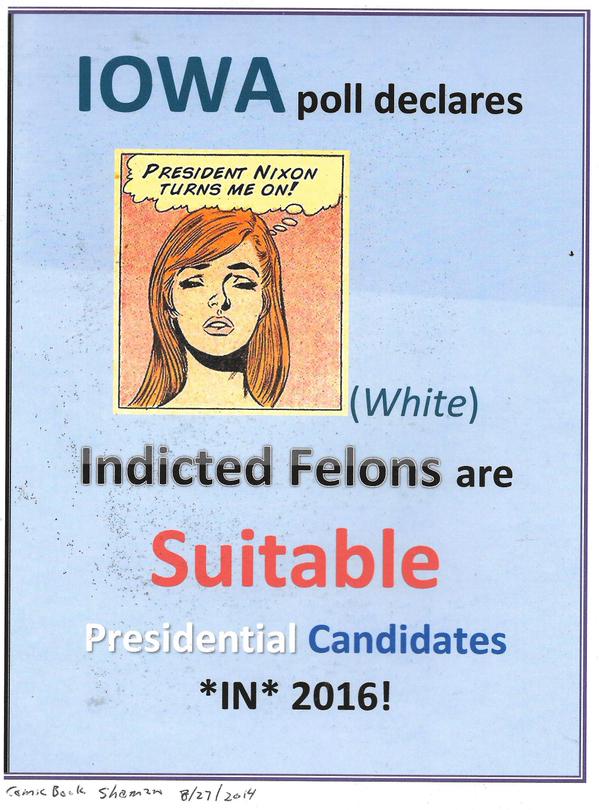 IOWA poll declares
PRESIDENT NIXON
TURNS ME ON!
(White)
Indicted Felons are
Suitable
Presidential Candidates
*IN* 2016!
Comic Book Shaman 8/27/2014